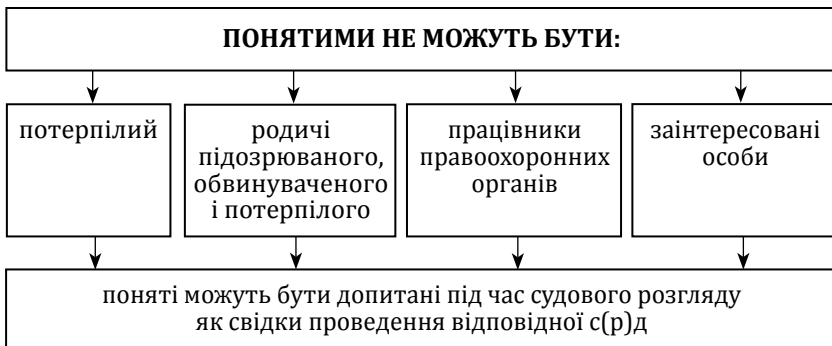 ПОНЯТИМИ НЕ МОЖУТЬ БУТИ:
потерпілий
родичі
підозрюваного,
обвинуваченого
і потерпілого
працівники
правоохоронних
органів
заінтересовані
особи
поняті можуть бути допитані під час судового розгляду
як свідки проведення відповідної с(р)д